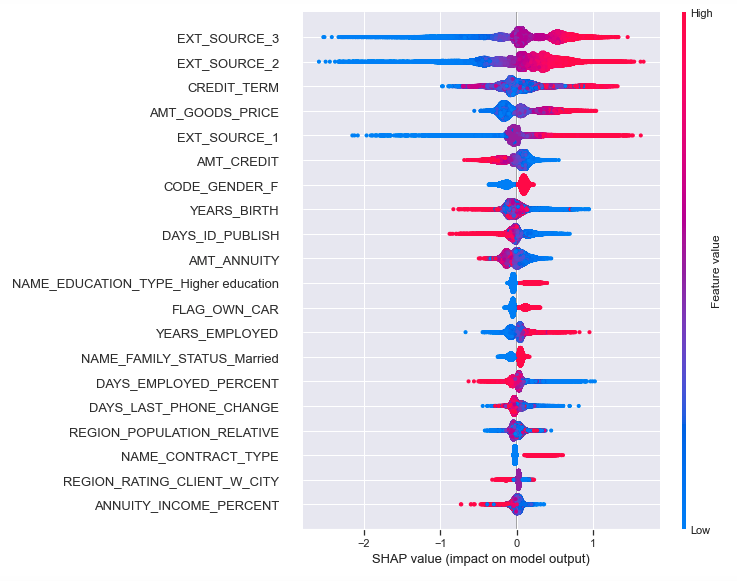 High
EXT_SOURCE_3
EXT_SOURCE_2
CREDIT_TERM
AMT_GOODS_PRICE
EXT_SOURCE_1
AMT_CREDIT
CODE_GENDER_F
YEARS_BIRTH
DAYS_ID_PUBLISH
AMT_ANNUITY
NAME_EDUCATION_TYPE_Higher education
FLAG_OWN_CAR
YEARS_EMPLOYED
NAME_FAMILY_STATUS_Married
DAYS_EMPLOYED_PERCENT
DAYS_LAST_PHONE_CHANGE
REGION_POPULATION_RELATIVE
NAME_CONTRACT_TYPE
REGION_RATING_CLIENT_W_CITY
ANNUITY_INCOME_PERCENT
Feature value
Low
−2 −1 0 1
SHAP value (impact on model output)